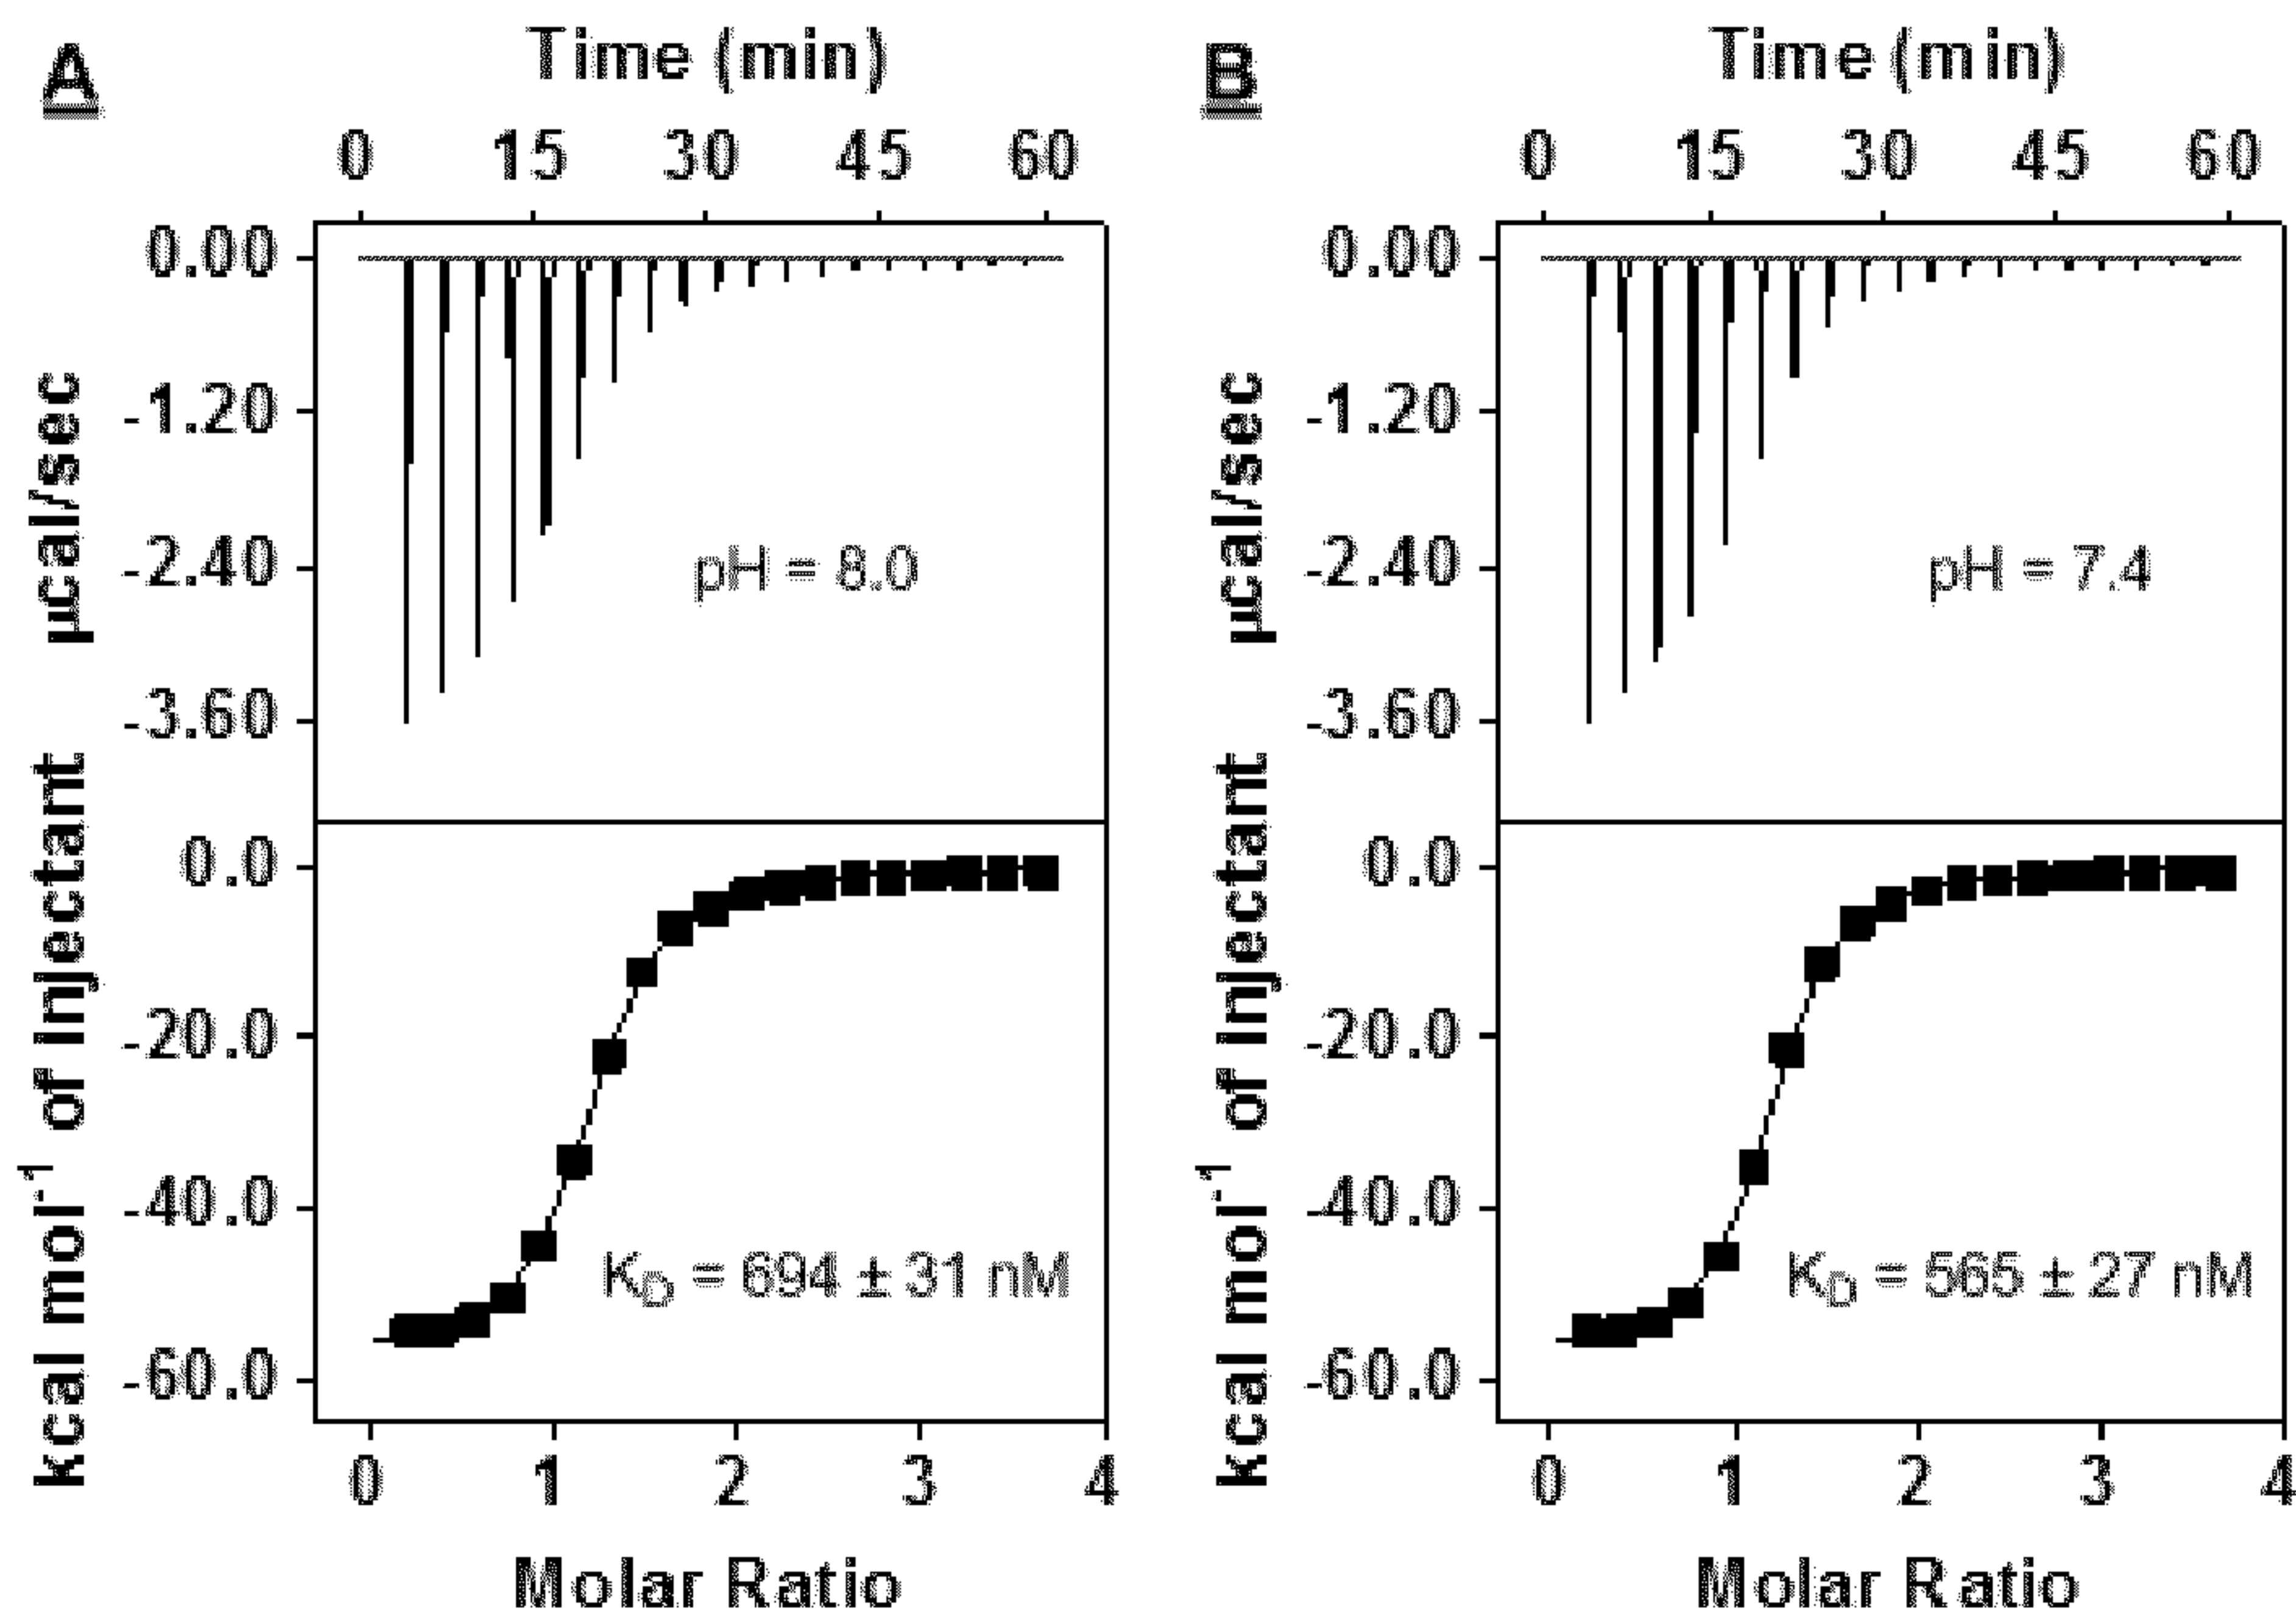 A
Time (min)
0 15 30 45 60
0.00
-1.20
-2.40
-3.60
µcal/sec
pH = 8.0
0.0
-20.0
-40.0
-60.0
kcal mol-1 of injectant
KD = 694 ± 31 nM
0 1 2 3 4
Molar Ratio
B
Time (min)
0 15 30 45 60
0.00
-1.20
-2.40
-3.60
µcal/sec
pH = 7.4
0.0
-20.0
-40.0
-60.0
kcal mol-1 of injectant
KD = 565 ± 27 nM
0 1 2 3 4
Molar Ratio